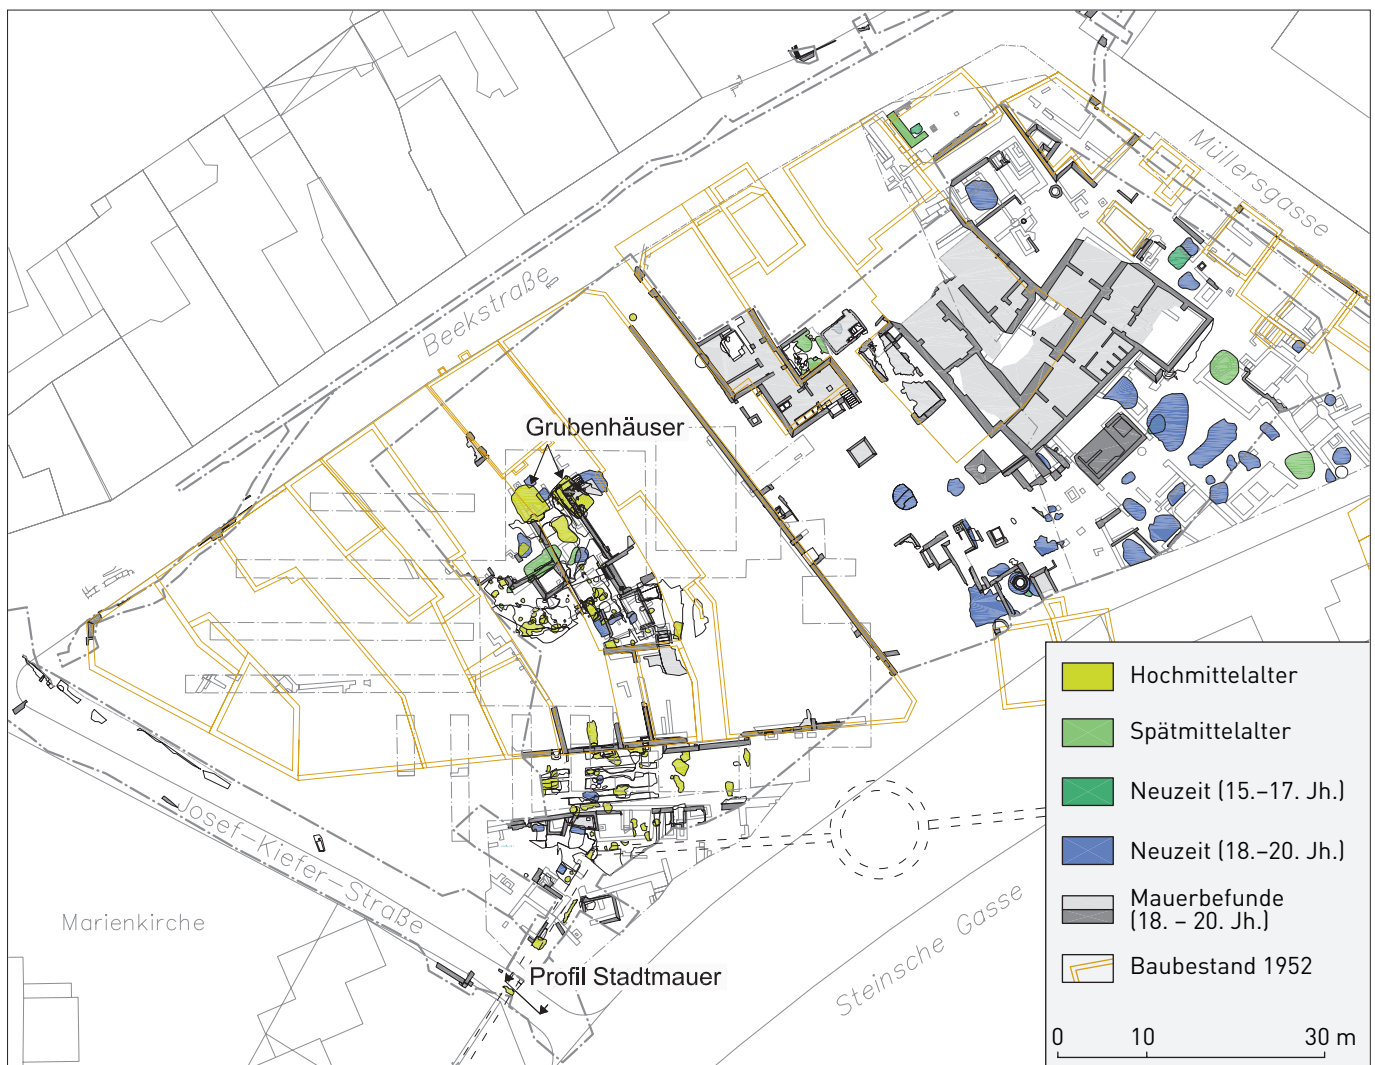 Müllersgasse
Beekstraße
Grubenhäuser
Josef-Kiefer-Straße
Marienkirche
Steinsche Gasse
Profil Stadtmauer
Hochmittelalter
Spätmittelalter
Neuzeit (15.–17. Jh.)
Neuzeit (18.–20. Jh.)
Mauerbefunde
(18. – 20. Jh.)
Baubestand 1952
0 10 30 m